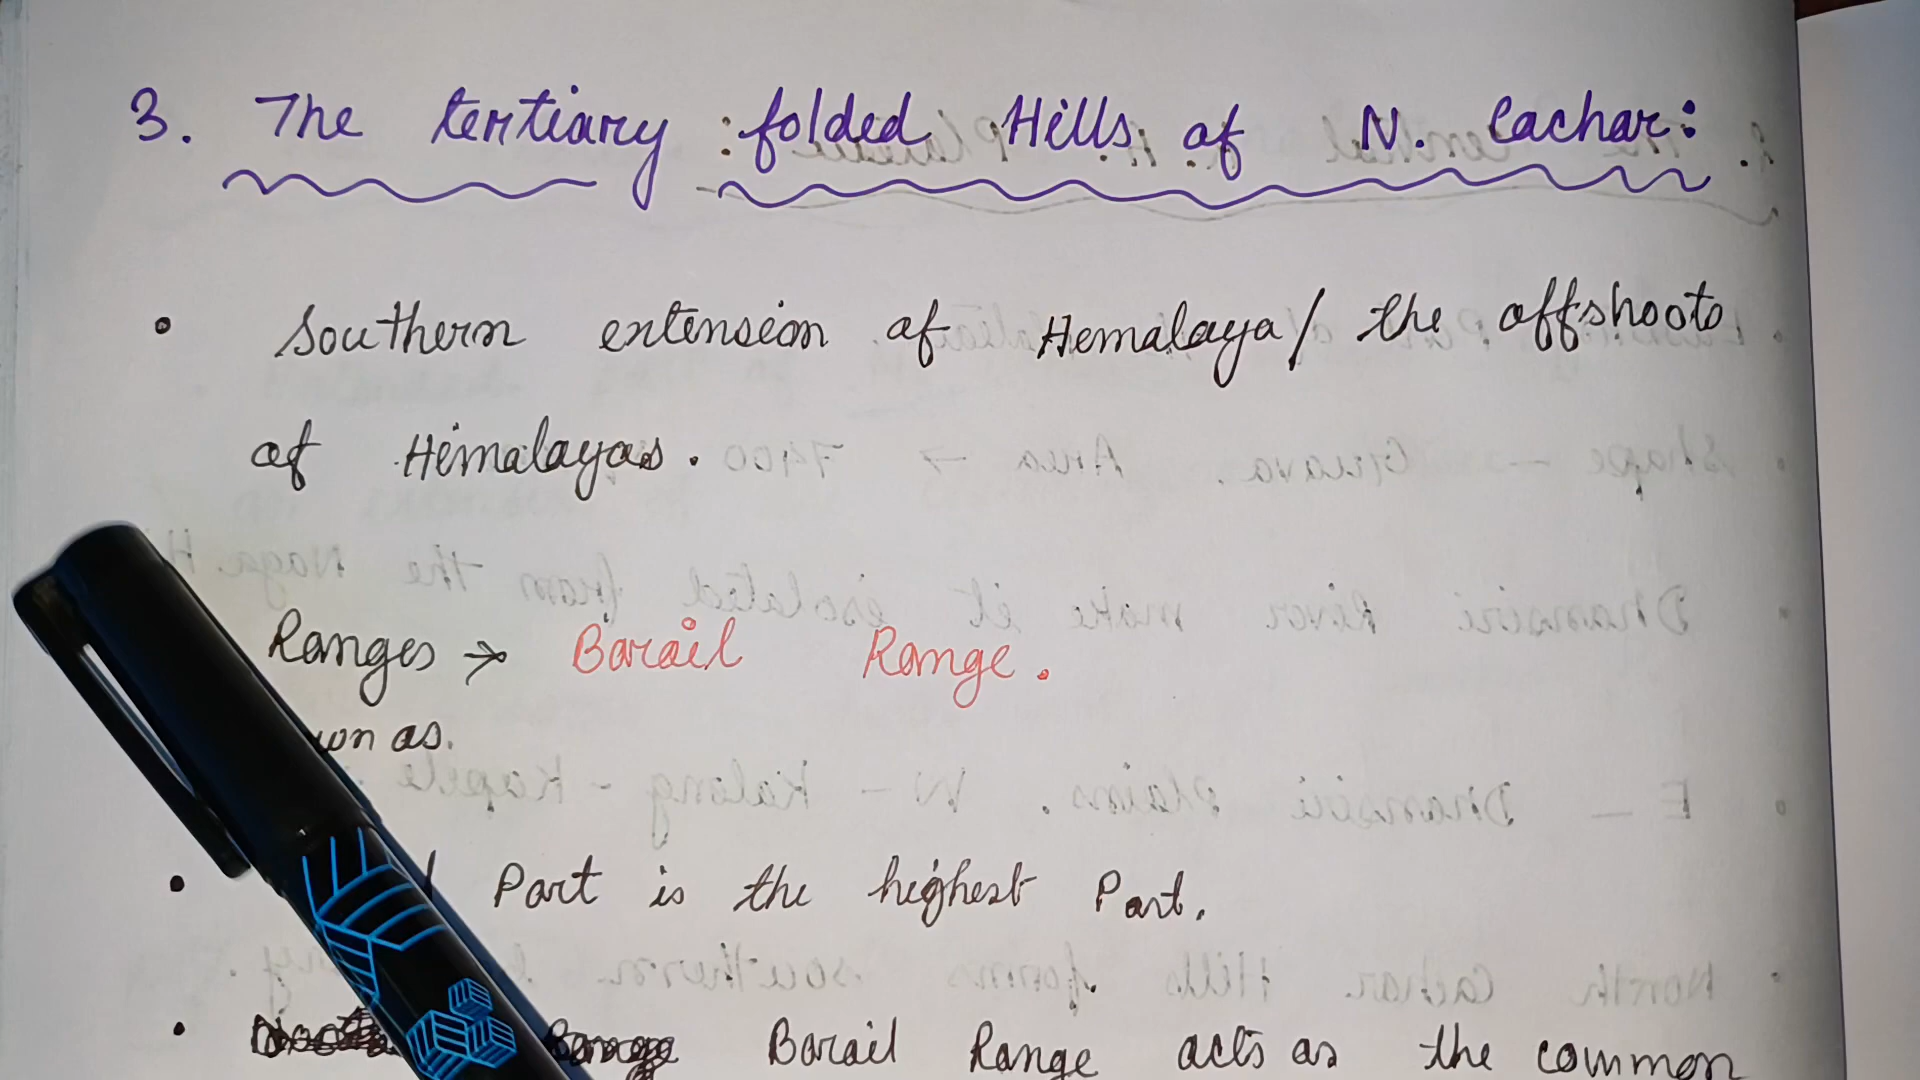 3. The tertiary folded Hills of N. Cachar:
• Southern extension of Hemalaya/ the offshoots
of Himalayas.
Ranges → Barail Range.
as.
• Part is the highest Part.
• Barail Range acts as the common